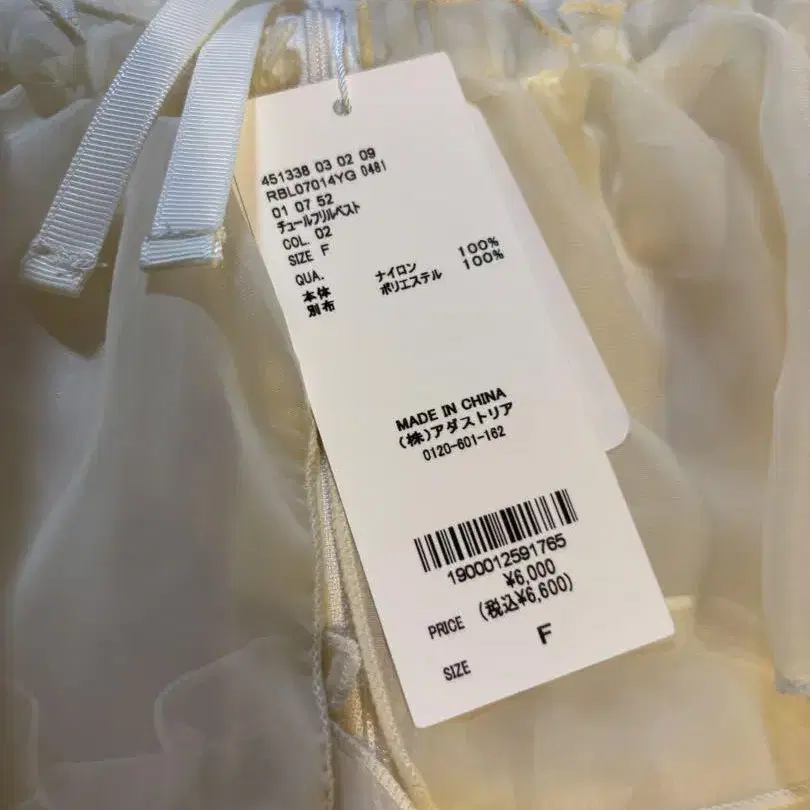 451338 03 02 09
RBL07014YG 0481
01 07 52
チュールフリルベスト
COL. 02
SIZE F
QUA.
本体 ナイロン 100%
別布 ポリエステル 100%
MADE IN CHINA
(株)アダストリア
0120-601-162
1900012591765
¥6,000
PRICE (税込¥6,600)
SIZE F